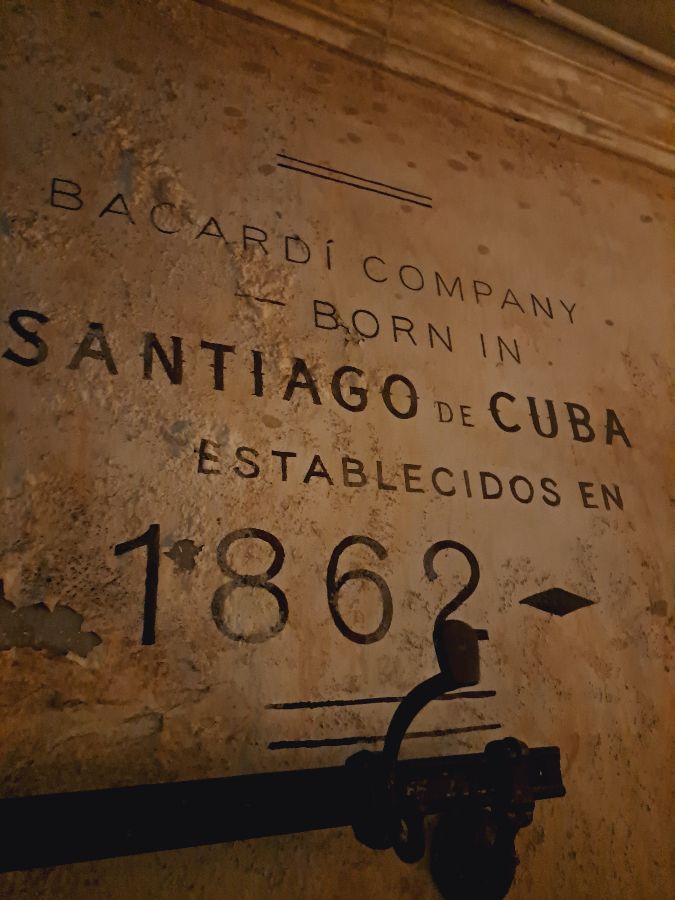 BACARDÍ COMPANY
— BORN IN
SANTIAGO DE CUBA
ESTABLECIDOS EN
1862